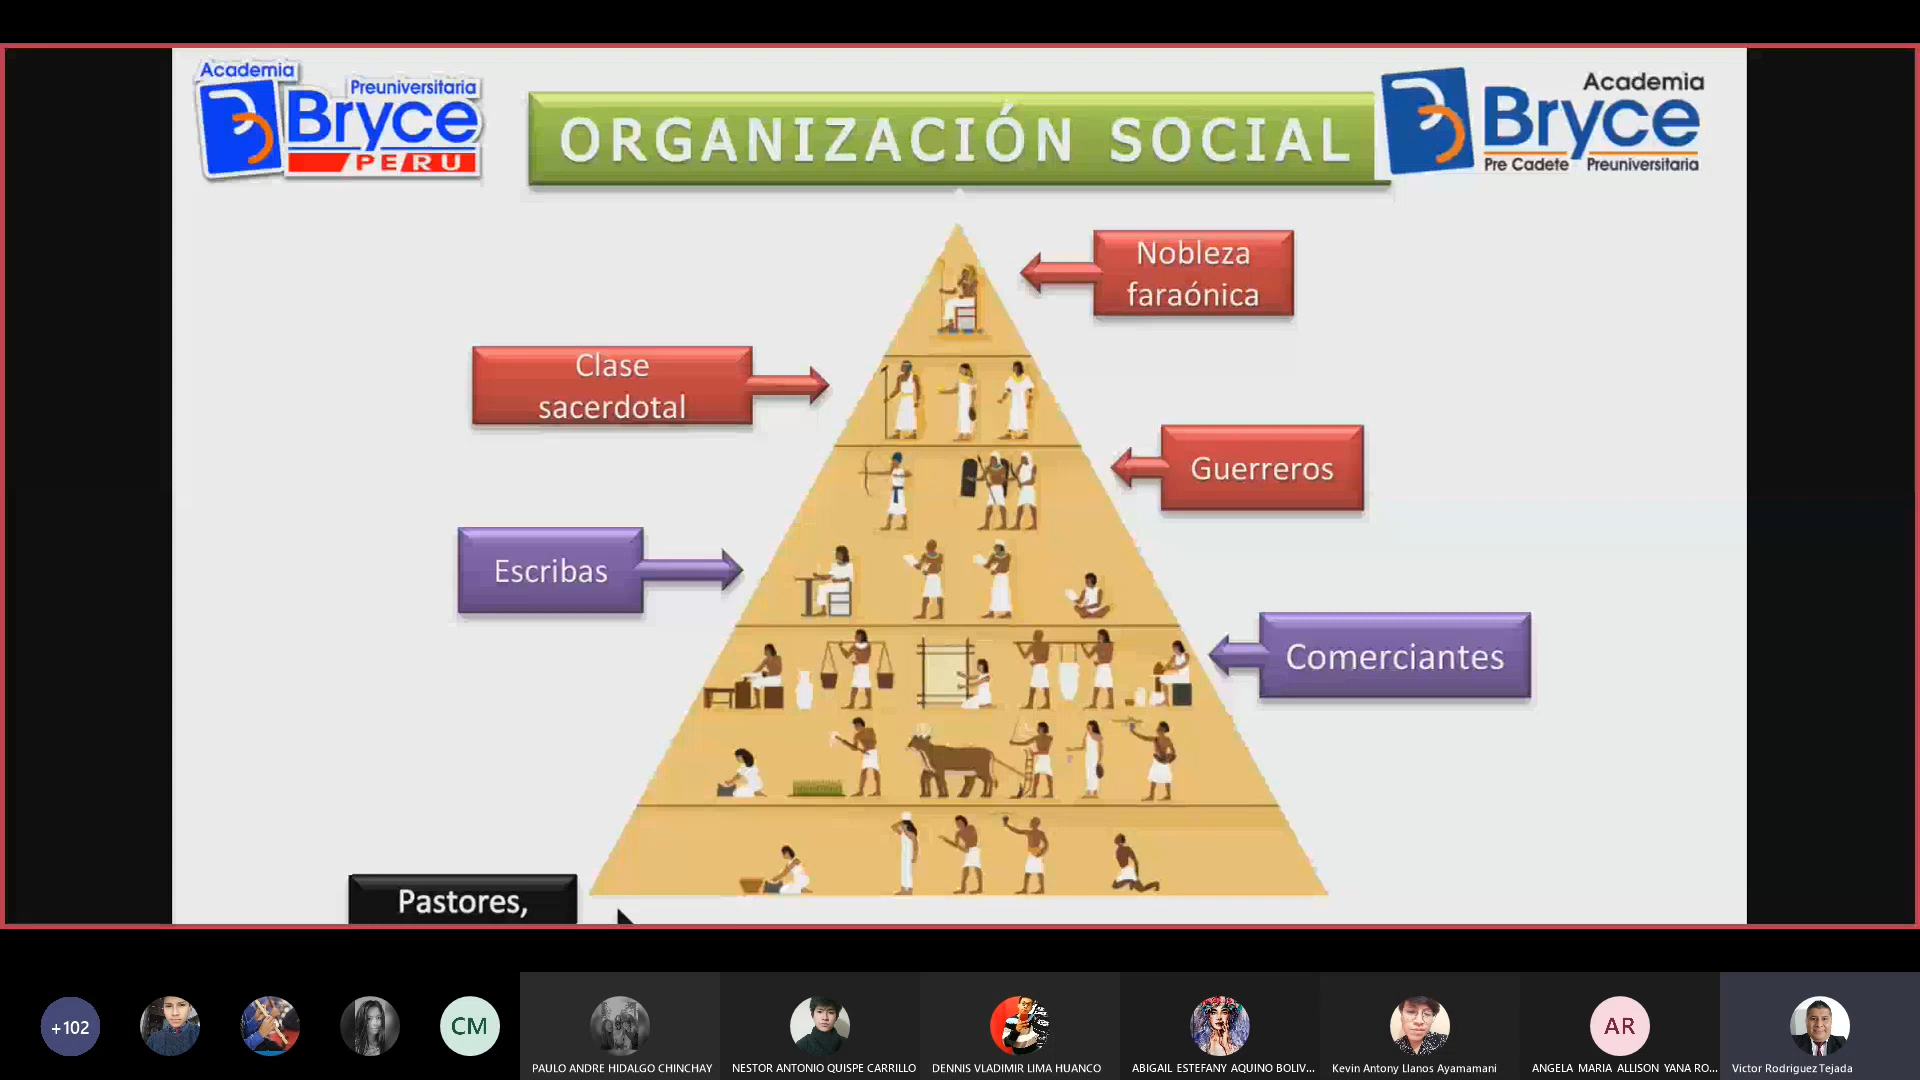 Academia
Preuniversitaria
Bryce
PERU
ORGANIZACIÓN SOCIAL
Academia
Bryce
Pre Cadete Preuniversitaria
Nobleza
faraónica
Clase
sacerdotal
Guerreros
Escribas
Comerciantes
Pastores,
+102
CM
AR
PAULO ANDRE HIDALGO CHINCHAY
NESTOR ANTONIO QUISPE CARRILLO
DENNIS VLADIMIR LIMA HUANCO
ABIGAIL ESTEFANY AQUINO BOLIV...
Kevin Antony Llanos Ayamamani
ANGELA MARIA ALLISON YANA RO...
Victor Rodriguez Tejada